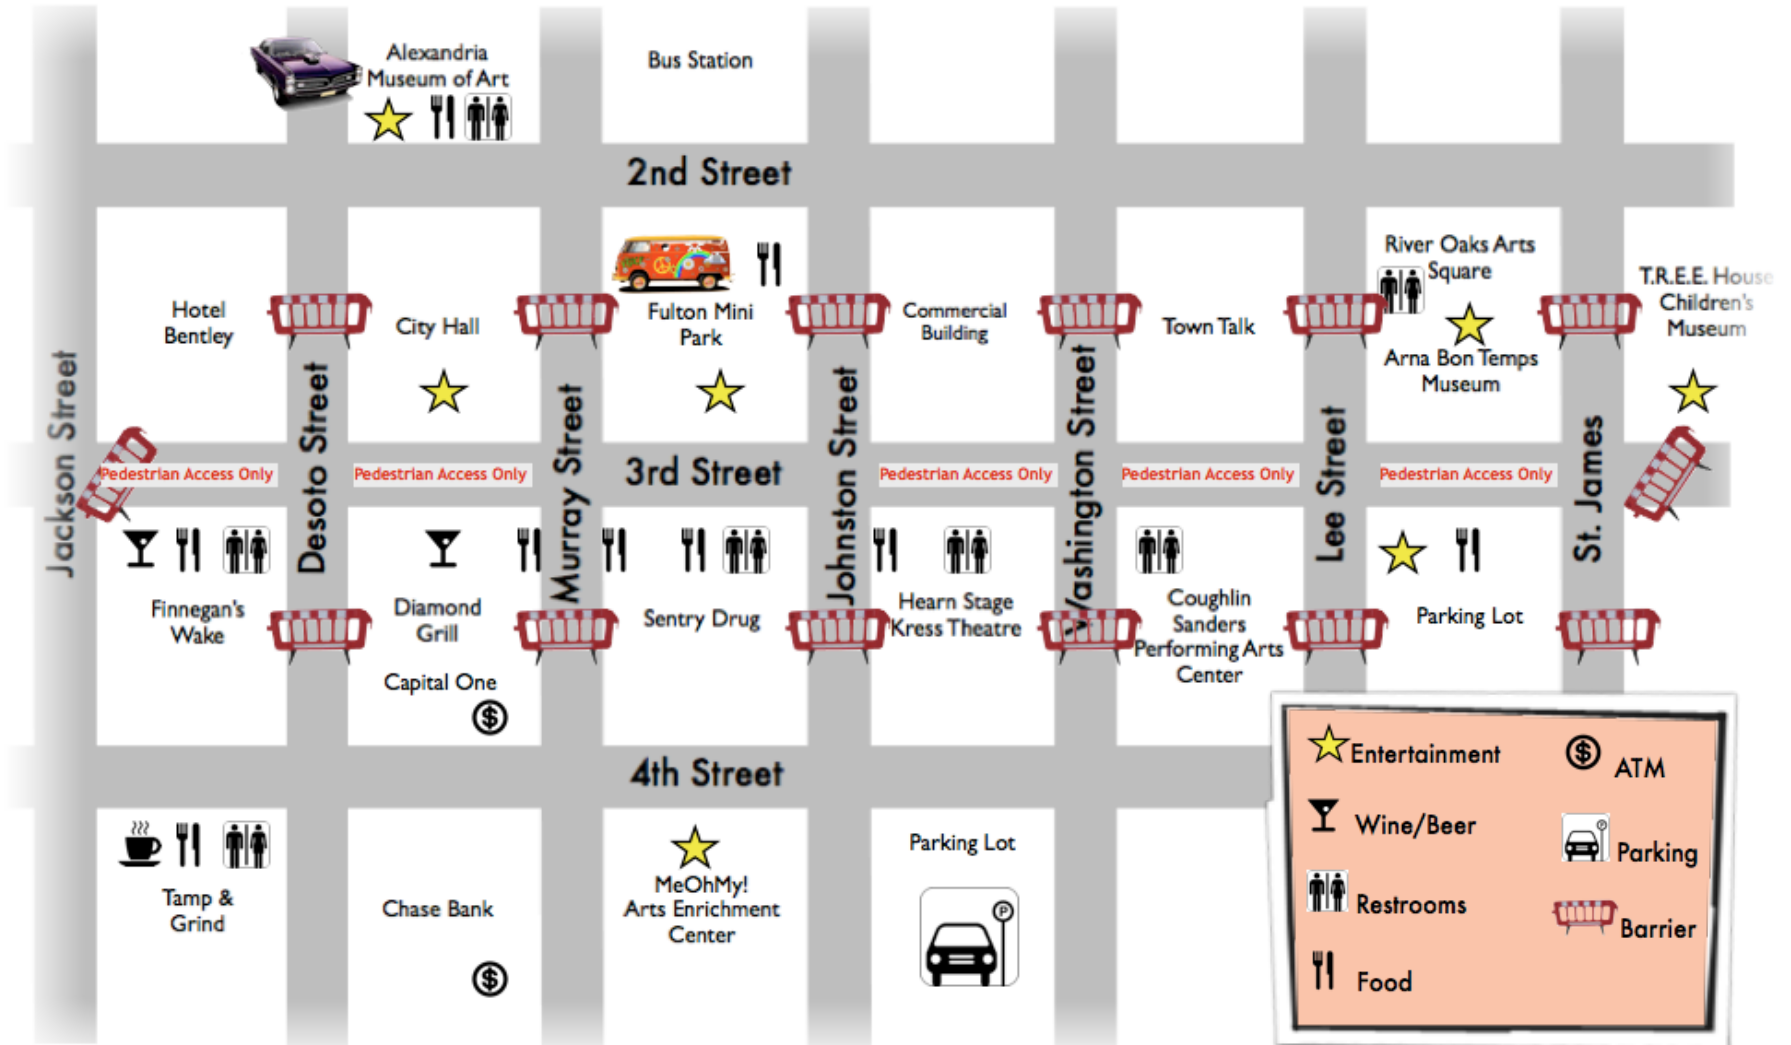 Alexandria
Museum of Art
Bus Station
2nd Street
Hotel
Bentley
City Hall
Fulton Mini
Park
Commercial
Building
Town Talk
River Oaks Arts
Square
Arna Bon Temps
Museum
T.R.E.E. House
Children's
Museum
Jackson Street
Desoto Street
Murray Street
Johnston Street
Washington Street
Lee Street
St. James
Pedestrian Access Only
Pedestrian Access Only
3rd Street
Pedestrian Access Only
Pedestrian Access Only
Pedestrian Access Only
Finnegan's
Wake
Diamond
Grill
Capital One
Sentry Drug
Hearn Stage
Kress Theatre
Coughlin
Sanders
Performing Arts
Center
Parking Lot
4th Street
Tamp &
Grind
Chase Bank
MeOhMy!
Arts Enrichment
Center
Parking Lot
P
Entertainment
ATM
Wine/Beer
Parking
Restrooms
Barrier
Food